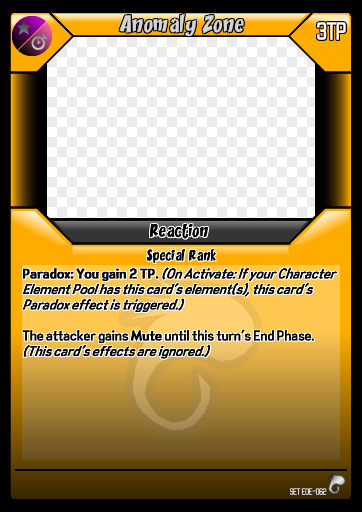 Anomaly Zone
3TP
Reaction
Special Rank
Paradox: You gain 2 TP. (On Activate: If your Character
Element Pool has this card's element(s), this card's
Paradox effect is triggered.)
The attacker gains Mute until this turn's End Phase.
(This card's effects are ignored.)
SET EOE-062